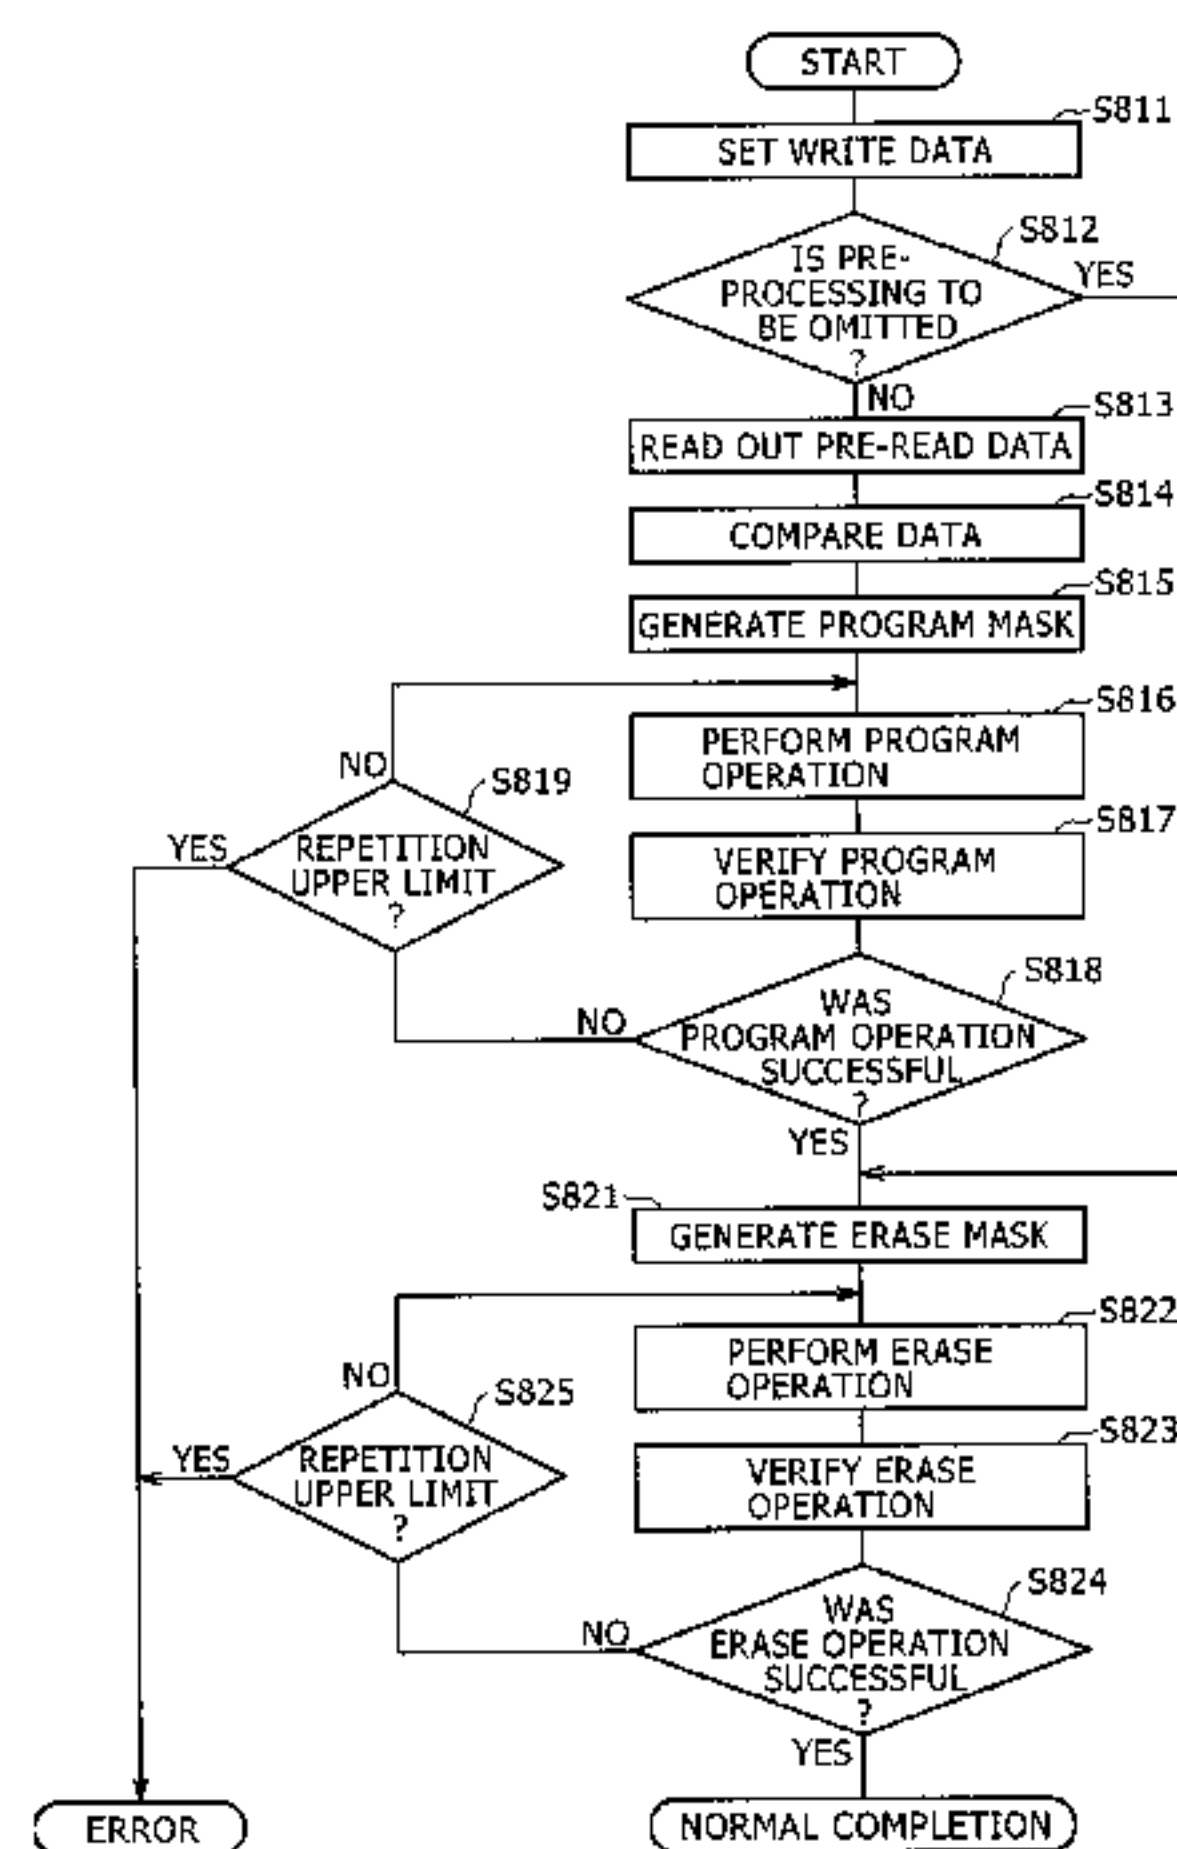 START
S811
SET WRITE DATA
S812
IS PRE-
PROCESSING TO
BE OMITTED
?
YES
NO
S813
READ OUT PRE-READ DATA
S814
COMPARE DATA
S815
GENERATE PROGRAM MASK
S816
PERFORM PROGRAM
OPERATION
NO
S819
REPETITION
UPPER LIMIT
?
YES
S817
VERIFY PROGRAM
OPERATION
S818
WAS
PROGRAM OPERATION
SUCCESSFUL
?
NO
YES
S821
GENERATE ERASE MASK
S822
PERFORM ERASE
OPERATION
NO
S825
REPETITION
UPPER LIMIT
?
YES
S823
VERIFY ERASE
OPERATION
S824
WAS
ERASE OPERATION
SUCCESSFUL
?
NO
YES
ERROR
NORMAL COMPLETION